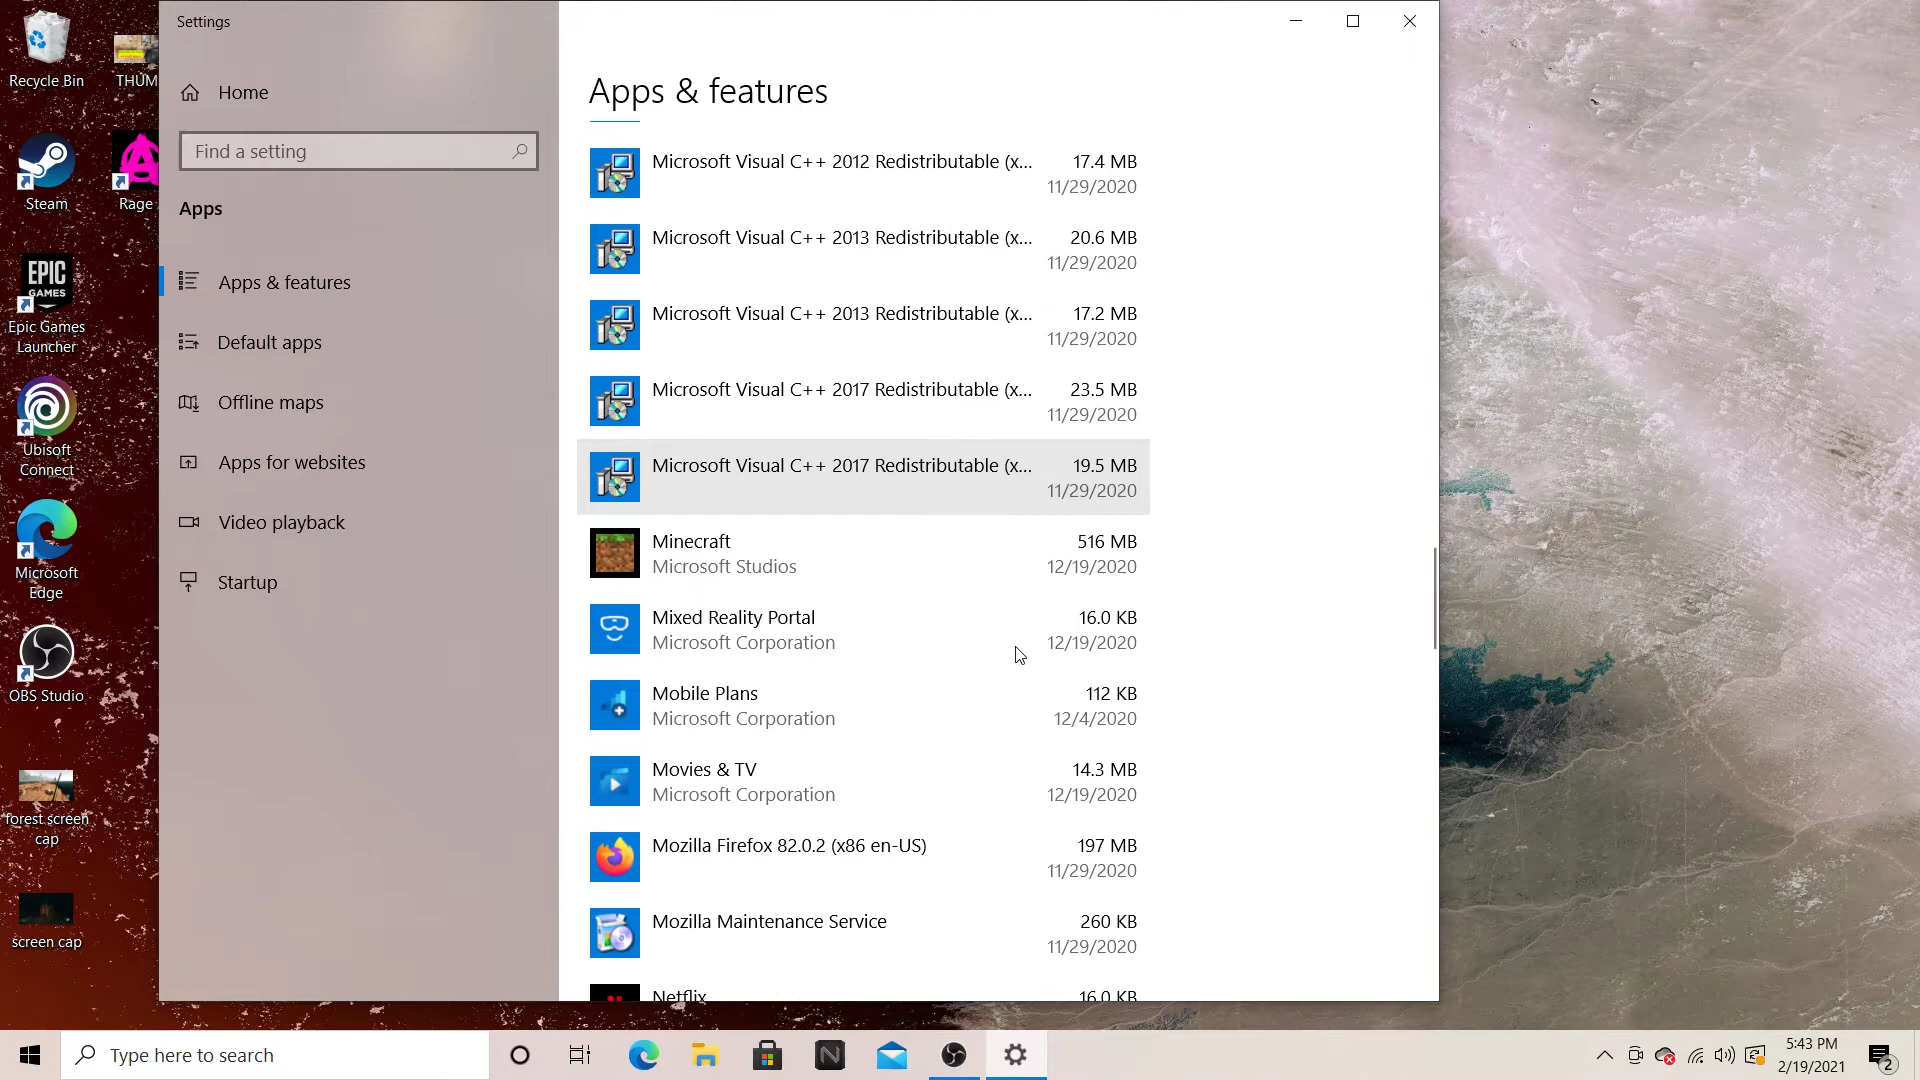 Recycle Bin
THUM
Steam
Rage
EPIC
GAMES
Epic Games
Launcher
Ubisoft
Connect
Microsoft
Edge
OBS Studio
forest screen
cap
screen cap
Settings
Home
Find a setting
Apps
Apps & features
Default apps
Offline maps
Apps for websites
Video playback
Startup
Apps & features
Microsoft Visual C++ 2012 Redistributable (x... 17.4 MB
11/29/2020
Microsoft Visual C++ 2013 Redistributable (x... 20.6 MB
11/29/2020
Microsoft Visual C++ 2013 Redistributable (x... 17.2 MB
11/29/2020
Microsoft Visual C++ 2017 Redistributable (x... 23.5 MB
11/29/2020
Microsoft Visual C++ 2017 Redistributable (x... 19.5 MB
11/29/2020
Minecraft 516 MB
Microsoft Studios 12/19/2020
Mixed Reality Portal 16.0 KB
Microsoft Corporation 12/19/2020
Mobile Plans 112 KB
Microsoft Corporation 12/4/2020
Movies & TV 14.3 MB
Microsoft Corporation 12/19/2020
Mozilla Firefox 82.0.2 (x86 en-US) 197 MB
11/29/2020
Mozilla Maintenance Service 260 KB
11/29/2020
Netflix 16.0 KB
Type here to search
N
5:43 PM
2/19/2021
2